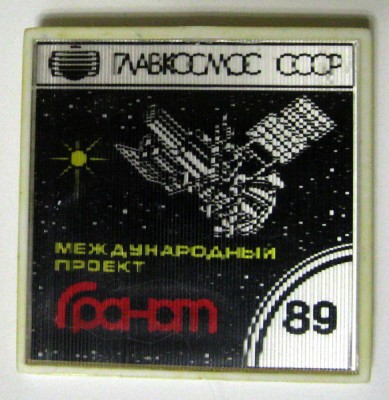 ГЛАВКОСМОС СССР
МЕЖДУНАРОДНЫЙ
ПРОЕКТ
Гранат
89